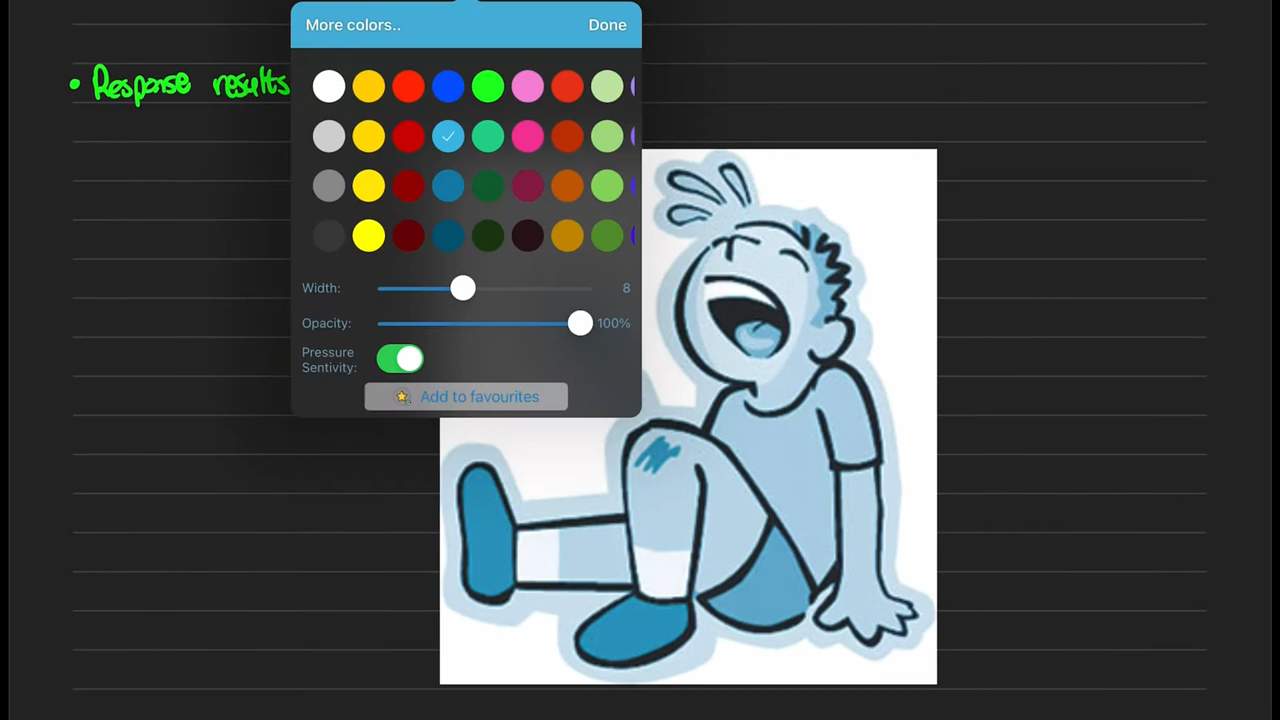 More colors.. Done
• Response results
Width: 8
Opacity: 100%
Pressure
Sentivity:
Add to favourites